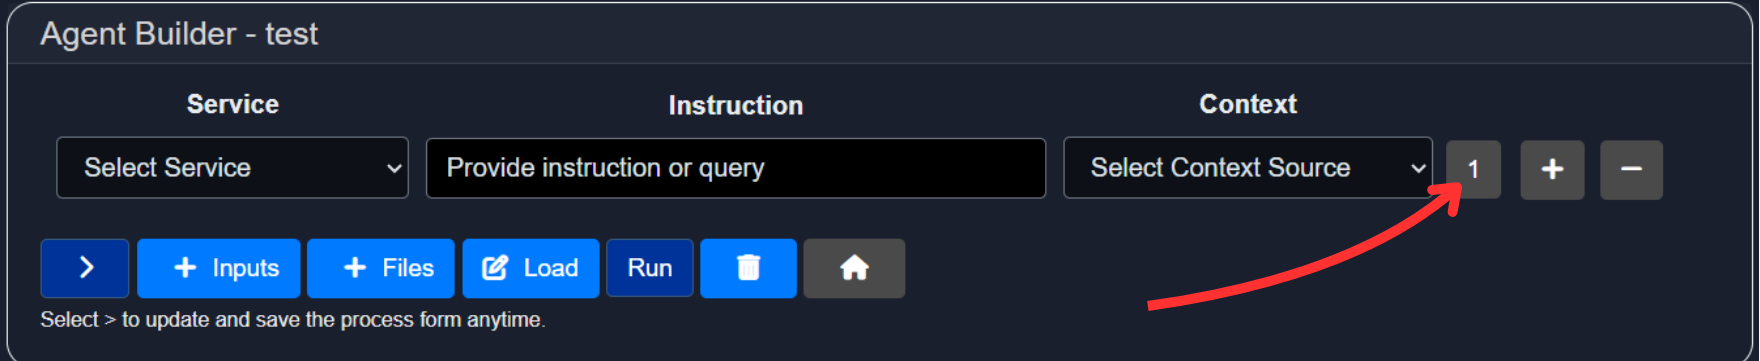 Agent Builder - test
Service Instruction Context
Select Service Provide instruction or query Select Context Source 1 + −
> + Inputs + Files Load Run
Select > to update and save the process form anytime.